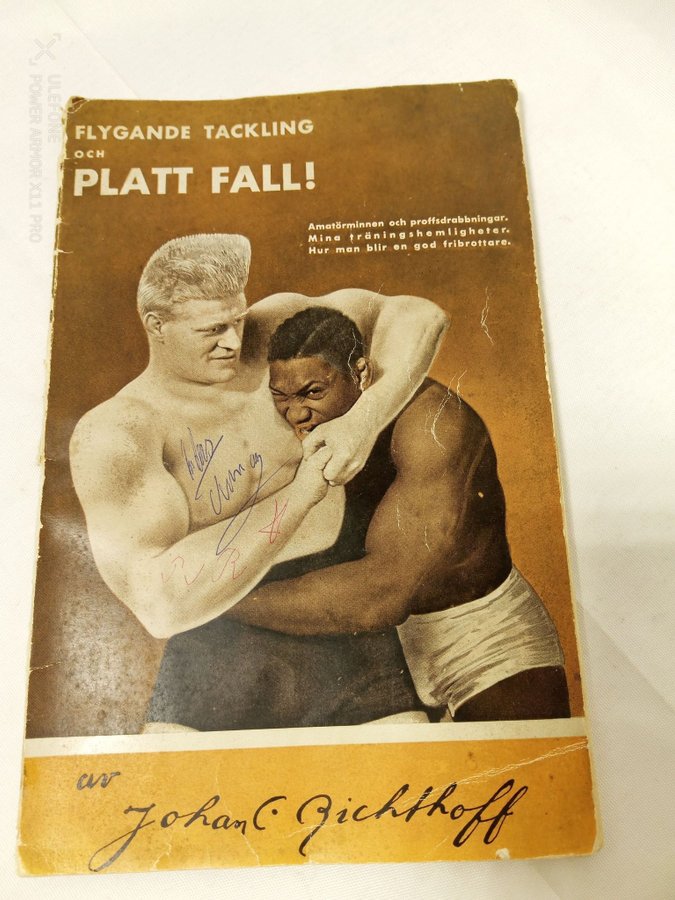 FLYGANDE TACKLING
OCH
PLATT FALL!
Amatörminnen och proffsdrabbningar.
Mina träningshemligheter.
Hur man blir en god fribrottare.
av
Johan C. Richthoff
ULEFONE
POWER ARMOR X11 PRO